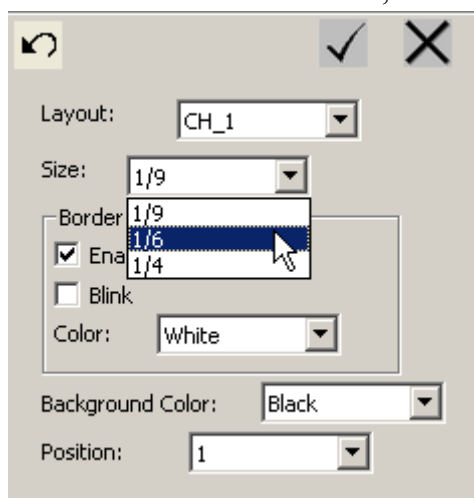 Layout: CH_1
Size: 1/9
Border 1/9
1/6
Ena
1/4
Blink
Color: White
Background Color: Black
Position: 1